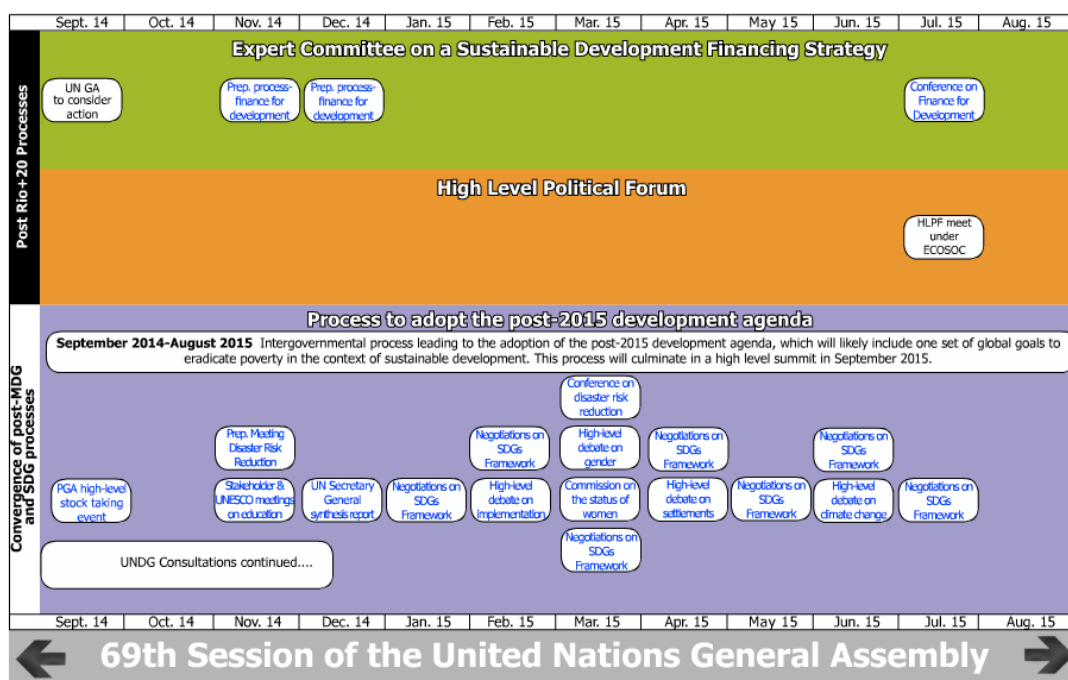 Sept. 14 Oct. 14 Nov. 14 Dec. 14 Jan. 15 Feb. 15 Mar. 15 Apr. 15 May 15 Jun. 15 Jul. 15 Aug. 15
Post Rio+20 Processes
Expert Committee on a Sustainable Development Financing Strategy
UN GA
to consider
action
Prep. process-
finance for
development
Prep. process-
finance for
development
Conference on
Finance for
Development
High Level Political Forum
HLPF meet
under
ECOSOC
Convergence of post-MDG
and SDG processes
Process to adopt the post-2015 development agenda
September 2014-August 2015 Intergovernmental process leading to the adoption of the post-2015 development agenda, which will likely include one set of global goals to
eradicate poverty in the context of sustainable development. This process will culminate in a high level summit in September 2015.
Conference on
disaster risk
reduction
Prep. Meeting
Disaster Risk
Reduction
Negotiations on
SDGs
Framework
High-level
debate on
gender
Negotiations on
SDGs
Framework
Negotiations on
SDGs
Framework
PGA high-level
stock taking
event
Stakeholder &
UNESCO meetings
on education
UN Secretary
General
synthesis report
Negotiations on
SDGs
Framework
High-level
debate on
implementation
Commission on
the status of
women
High-level
debate on
settlements
Negotiations on
SDGs
Framework
High-level
debate on
climate change
Negotiations on
SDGs
Framework
Negotiations on
SDGs
Framework
UNDG Consultations continued....
Sept. 14 Oct. 14 Nov. 14 Dec. 14 Jan. 15 Feb. 15 Mar. 15 Apr. 15 May 15 Jun. 15 Jul. 15 Aug. 15
69th Session of the United Nations General Assembly